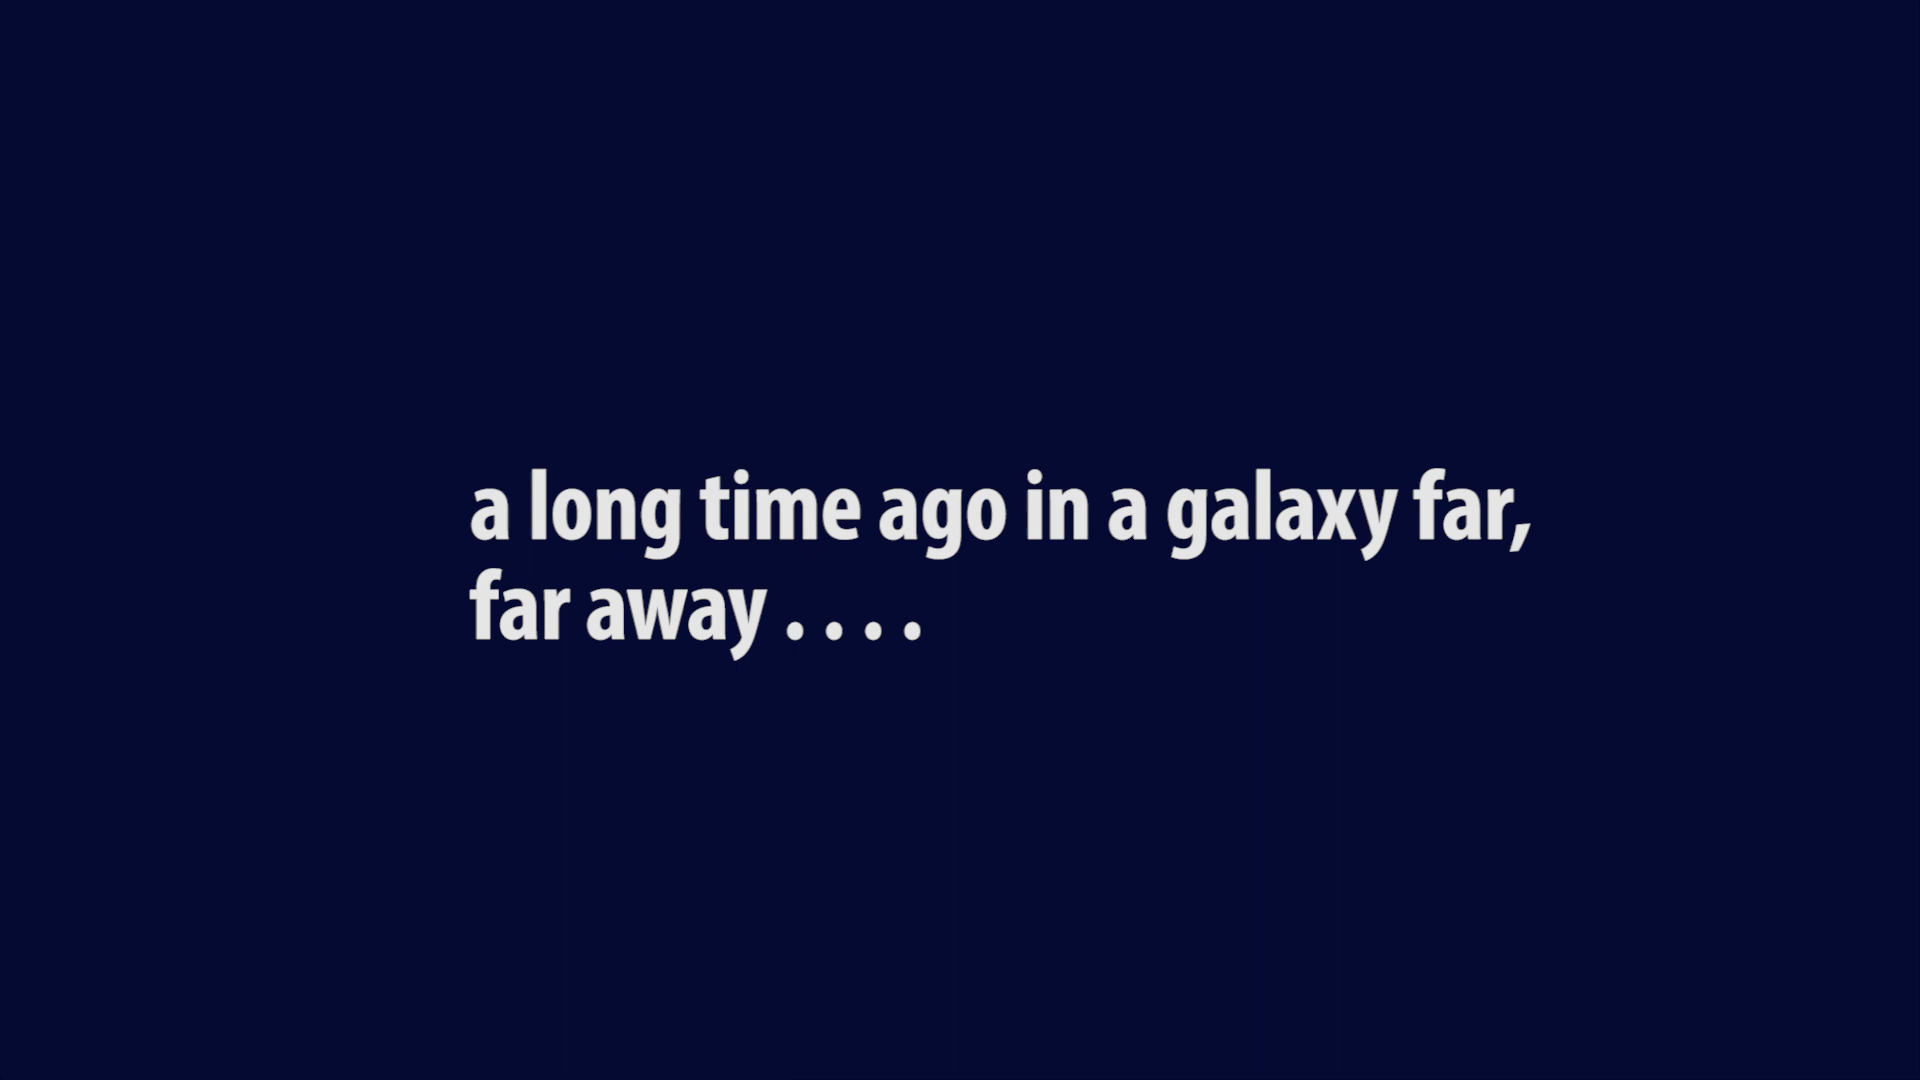 a long time ago in a galaxy far,
far away . . . .